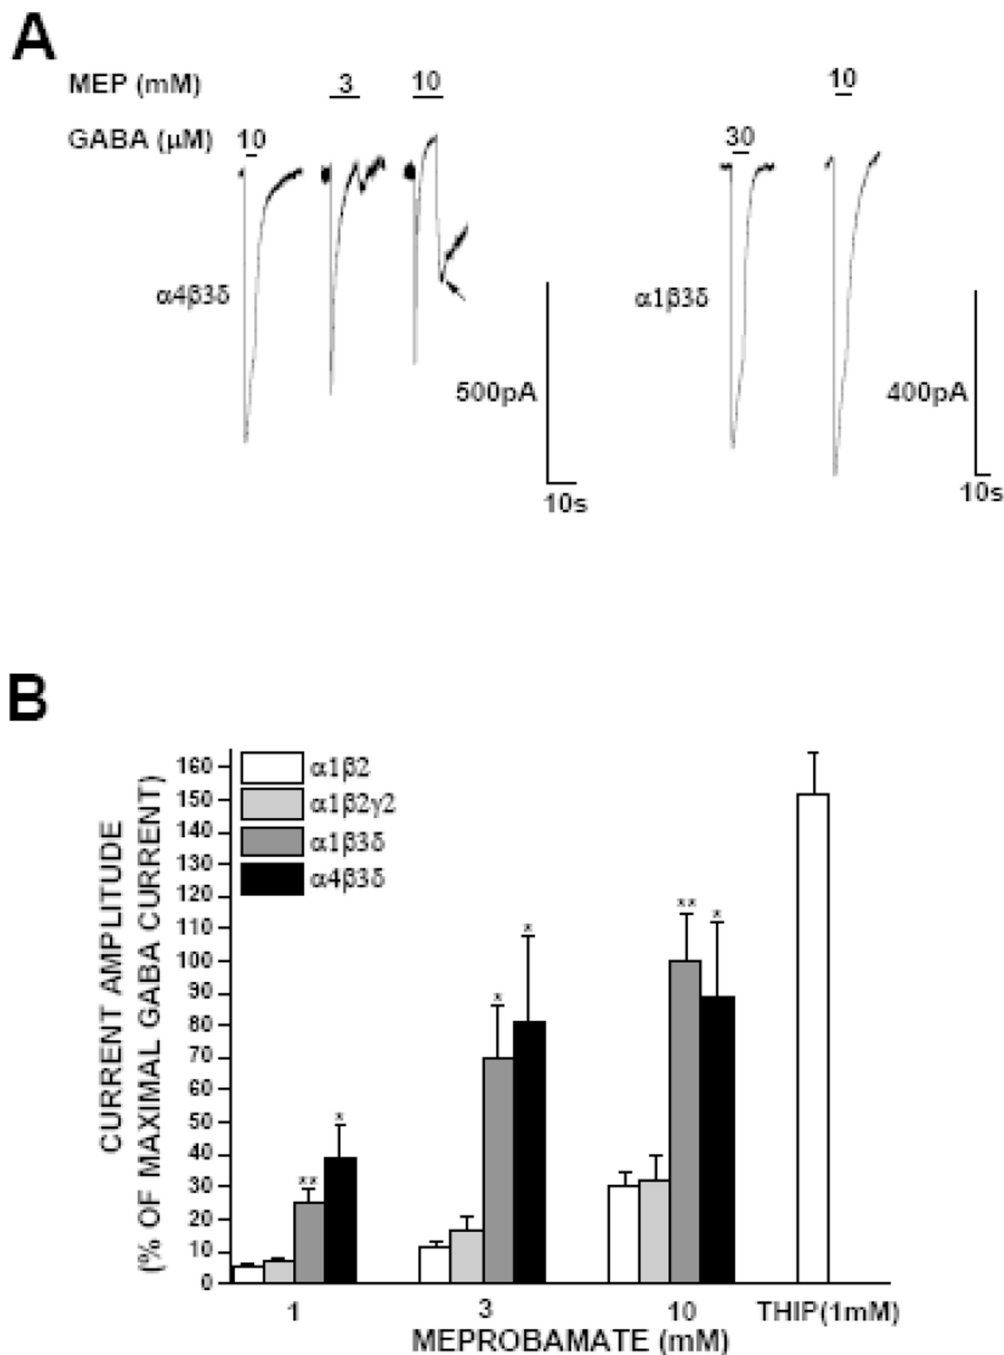 A
MEP (mM) 3 10 10
GABA (μM) 10 30
α4β3δ α1β3δ
500pA 400pA
10s 10s
B
CURRENT AMPLITUDE
(% OF MAXIMAL GABA CURRENT)
160
150
140
130
120
110
100
90
80
70
60
50
40
30
20
10
0
α1β2
α1β2γ2
α1β3δ
α4β3δ
** *
* *
** *
1 3 10 THIP(1mM)
MEPROBAMATE (mM)